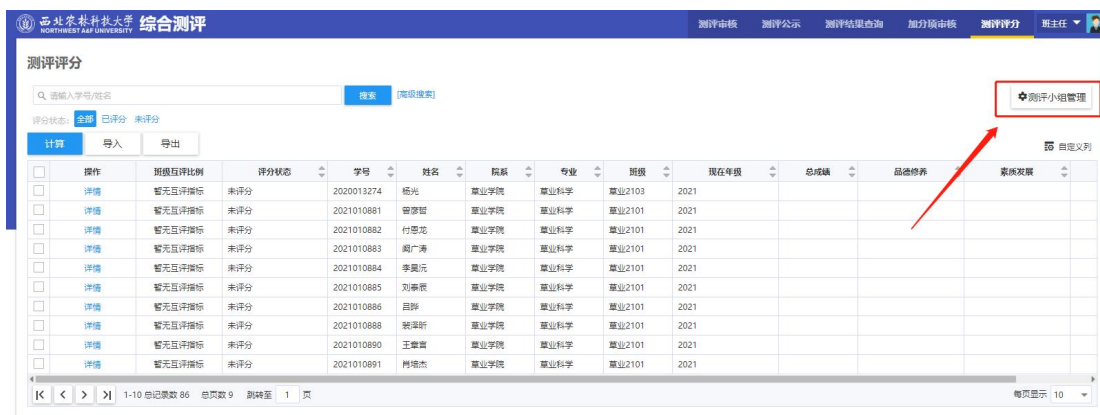 西北农林科技大学 综合测评 测评审核 测评公示 测评结果查询 加分项审核 测评评分 班主任
NORTHWEST A&F UNIVERSITY
测评评分
请输入学号/姓名 搜索 [高级搜索] 测评小组管理
评分状态: 全部 已评分 未评分
计算 导入 导出 自定义列
操作 班级互评比例 评分状态 学号 姓名 院系 专业 班级 现在年级 总成绩 品德修养 素质发展
详情 暂无互评指标 未评分 2020013274 杨光 草业学院 草业科学 草业2103 2021
详情 暂无互评指标 未评分 2021010881 曾彦哲 草业学院 草业科学 草业2101 2021
详情 暂无互评指标 未评分 2021010882 付恩龙 草业学院 草业科学 草业2101 2021
详情 暂无互评指标 未评分 2021010883 阚广涛 草业学院 草业科学 草业2101 2021
详情 暂无互评指标 未评分 2021010884 李昊沅 草业学院 草业科学 草业2101 2021
详情 暂无互评指标 未评分 2021010885 刘泰辰 草业学院 草业科学 草业2101 2021
详情 暂无互评指标 未评分 2021010886 吕骅 草业学院 草业科学 草业2101 2021
详情 暂无互评指标 未评分 2021010888 裴泽昕 草业学院 草业科学 草业2101 2021
详情 暂无互评指标 未评分 2021010890 王章言 草业学院 草业科学 草业2101 2021
详情 暂无互评指标 未评分 2021010891 肖培杰 草业学院 草业科学 草业2101 2021
1-10 总记录数 86 总页数 9 跳转至 1 页 每页显示 10